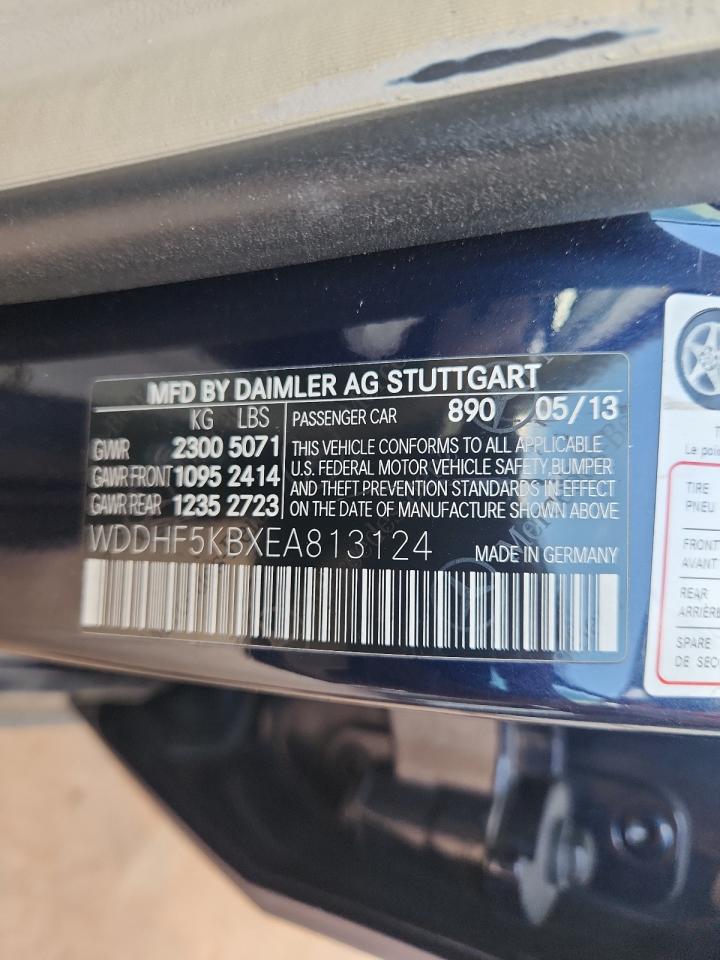 MFD BY DAIMLER AG STUTTGART
KG LBS PASSENGER CAR 890 05/13
GVWR 2300 5071 THIS VEHICLE CONFORMS TO ALL APPLICABLE
GAWR FRONT 1095 2414 U.S. FEDERAL MOTOR VEHICLE SAFETY, BUMPER
GAWR REAR 1235 2723 AND THEFT PREVENTION STANDARDS IN EFFECT
ON THE DATE OF MANUFACTURE SHOWN ABOVE
WDDHF5KBXEA813124 MADE IN GERMANY
Le
TIRE
PNEU
FRONT
AVANT
REAR
SPARE